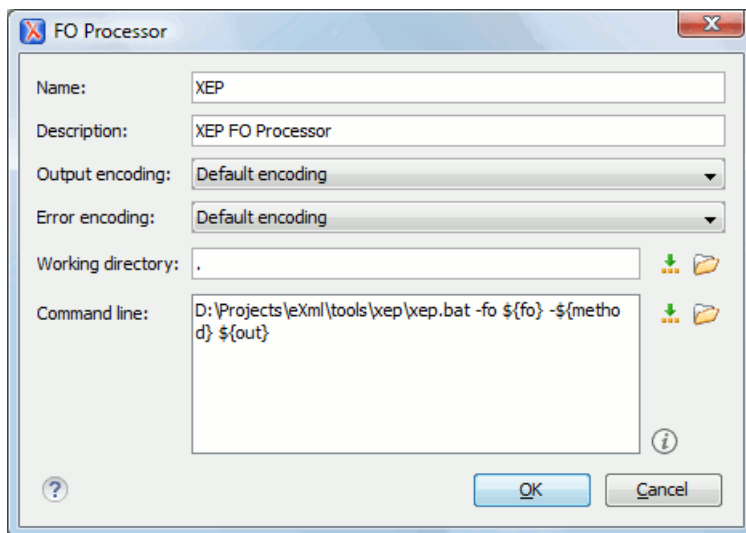 FO Processor
Name: XEP
Description: XEP FO Processor
Output encoding: Default encoding
Error encoding: Default encoding
Working directory: .
Command line: D:\Projects\eXml\tools\xep\xep.bat -fo ${fo} -${metho
d} ${out}
OK Cancel